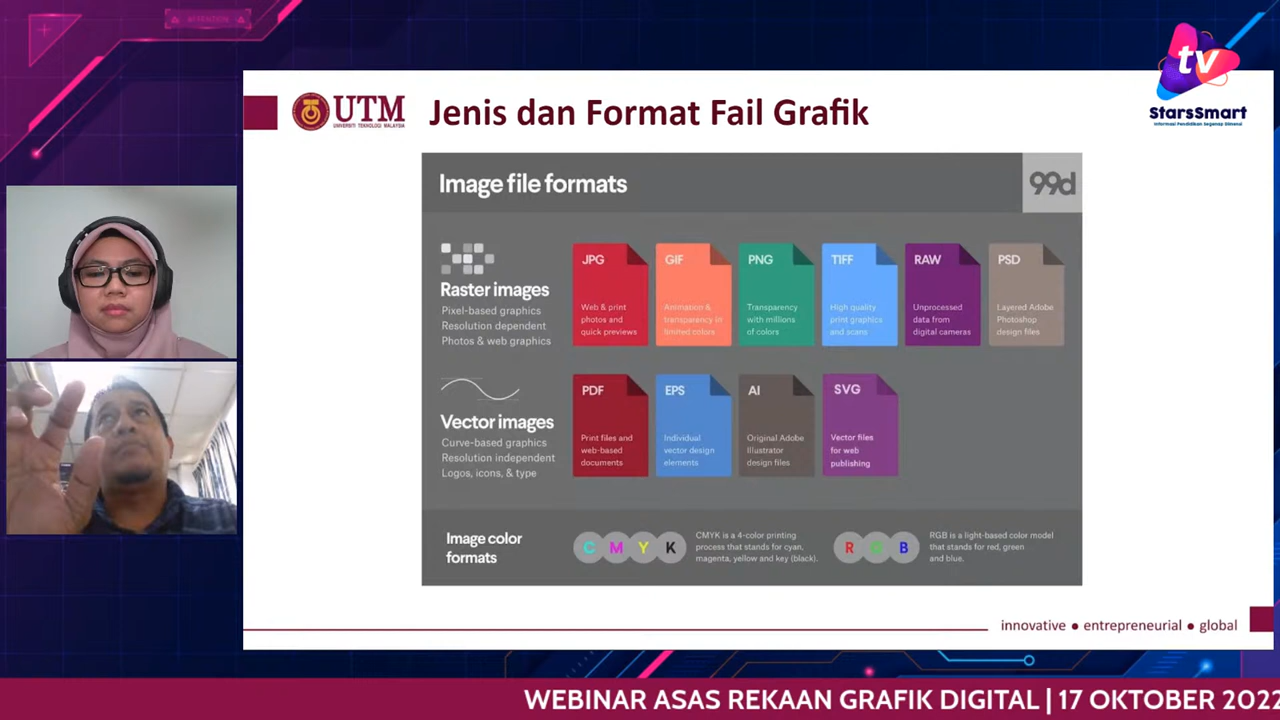 ATTENTION
tv
StarsSmart
Informasi Pendidikan Segenap Dimensi
UTM
UNIVERSITI TEKNOLOGI MALAYSIA
Jenis dan Format Fail Grafik
Image file formats
99d
Raster images
Pixel-based graphics
Resolution dependent
Photos & web graphics
JPG
Web & print
photos and
quick previews
GIF
Animation &
transparency in
limited colors
PNG
Transparency
with millions
of colors
TIFF
High quality
print graphics
and scans
RAW
Unprocessed
data from
digital cameras
PSD
Layered Adobe
Photoshop
design files
Vector images
Curve-based graphics
Resolution independent
Logos, icons, & type
PDF
Print files and
web-based
documents
EPS
Individual
vector design
elements
AI
Original Adobe
Illustrator
design files
SVG
Vector files
for web
publishing
Image color
formats
C M Y K
CMYK is a 4-color printing
process that stands for cyan,
magenta, yellow and key (black).
R G B
RGB is a light-based color model
that stands for red, green
and blue.
innovative ● entrepreneurial ● global
WEBINAR ASAS REKAAN GRAFIK DIGITAL | 17 OKTOBER 2022